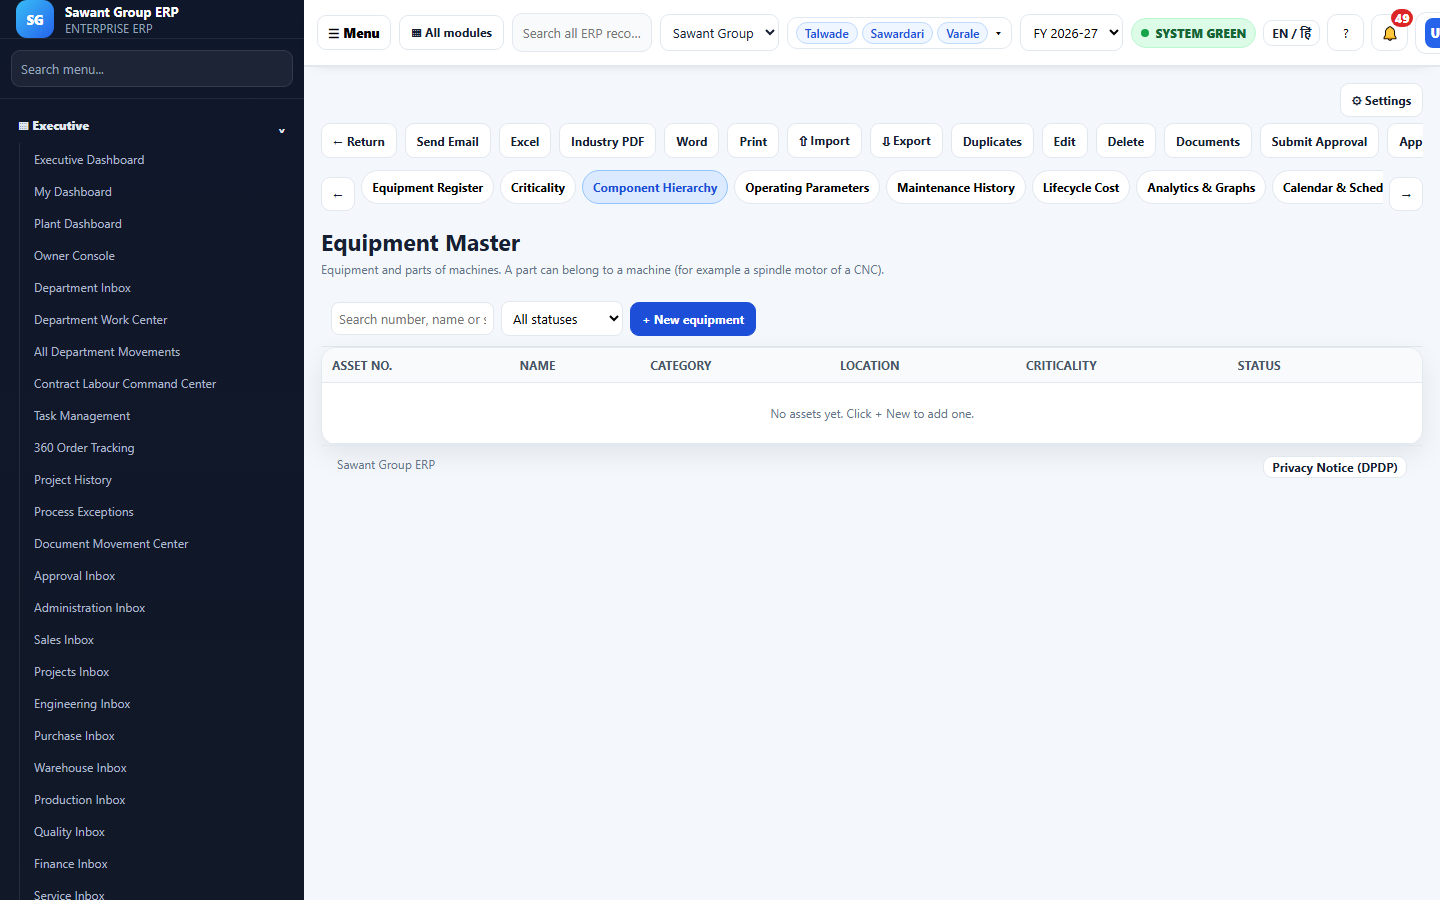 SG
Sawant Group ERP
ENTERPRISE ERP
☰ Menu
All modules
Search all ERP reco...
Sawant Group
Talwade
Sawardari
Varale
FY 2026-27
SYSTEM GREEN
EN / हिं
?
49
U
Search menu...
Executive
Executive Dashboard
My Dashboard
Plant Dashboard
Owner Console
Department Inbox
Department Work Center
All Department Movements
Contract Labour Command Center
Task Management
360 Order Tracking
Project History
Process Exceptions
Document Movement Center
Approval Inbox
Administration Inbox
Sales Inbox
Projects Inbox
Engineering Inbox
Purchase Inbox
Warehouse Inbox
Production Inbox
Quality Inbox
Finance Inbox
Service Inbox
⚙ Settings
← Return
Send Email
Excel
Industry PDF
Word
Print
⇧ Import
⇩ Export
Duplicates
Edit
Delete
Documents
Submit Approval
App
←
Equipment Register
Criticality
Component Hierarchy
Operating Parameters
Maintenance History
Lifecycle Cost
Analytics & Graphs
Calendar & Sched
→
Equipment Master
Equipment and parts of machines. A part can belong to a machine (for example a spindle motor of a CNC).
Search number, name or s
All statuses
+ New equipment
ASSET NO. NAME CATEGORY LOCATION CRITICALITY STATUS
No assets yet. Click + New to add one.
Sawant Group ERP
Privacy Notice (DPDP)